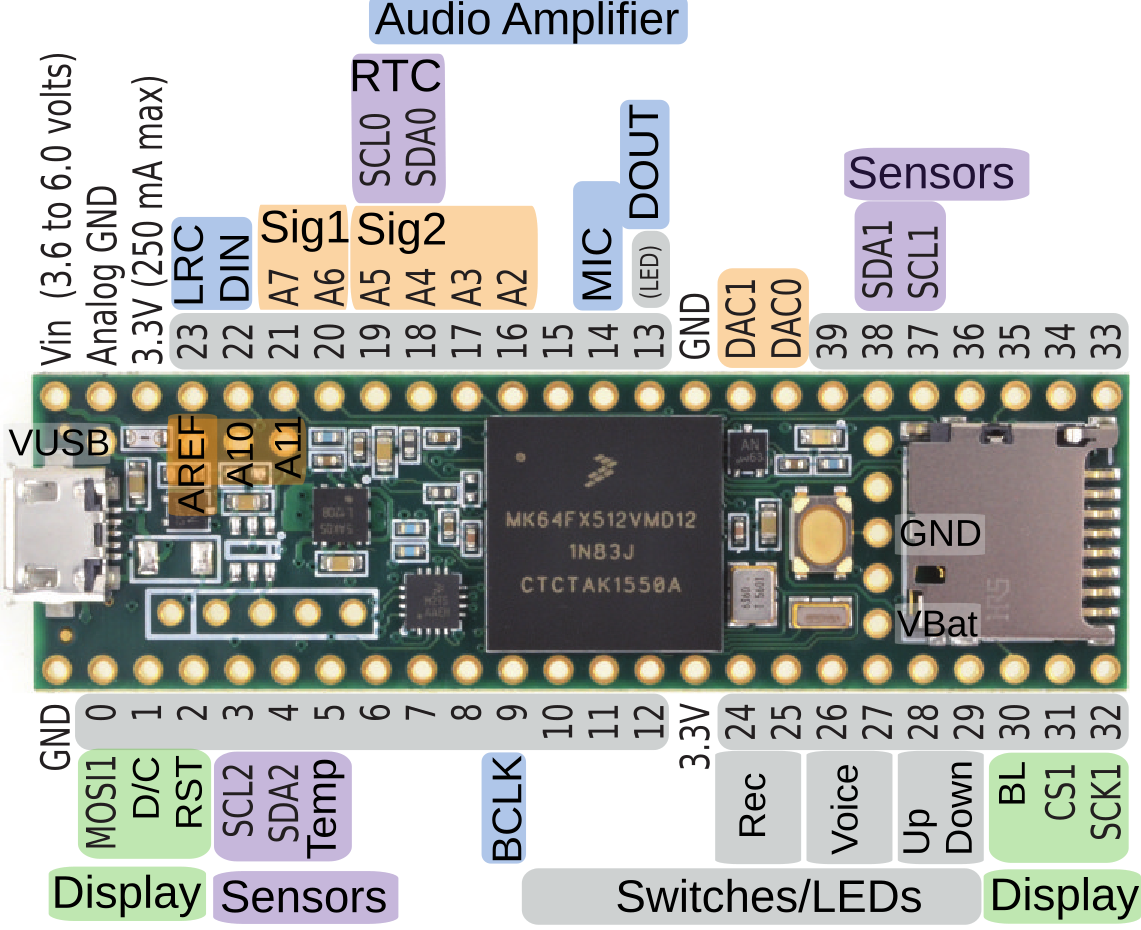 Audio Amplifier
Vin (3.6 to 6.0 volts)
Analog GND
3.3V (250 mA max)
RTC
SCL0
SDA0
DOUT
(LED)
MIC
Sensors
SDA1
SCL1
LRC
DIN
Sig1
Sig2
A7
A6
A5
A4
A3
A2
GND
DAC1
DAC0
23
22
21
20
19
18
17
16
15
14
13
39
38
37
36
35
34
33
VUSB
AREF
A10
A11
MK64FX512VMD12
1N83J
CTCTAK1550A
GND
VBat
GND
0
1
2
3
4
5
6
7
8
9
10
11
12
3.3V
24
25
26
27
28
29
30
31
32
MOSI1
D/C
RST
SCL2
SDA2
Temp
BCLK
Rec
Voice
Up
Down
BL
CS1
SCK1
Display
Sensors
Switches/LEDs
Display